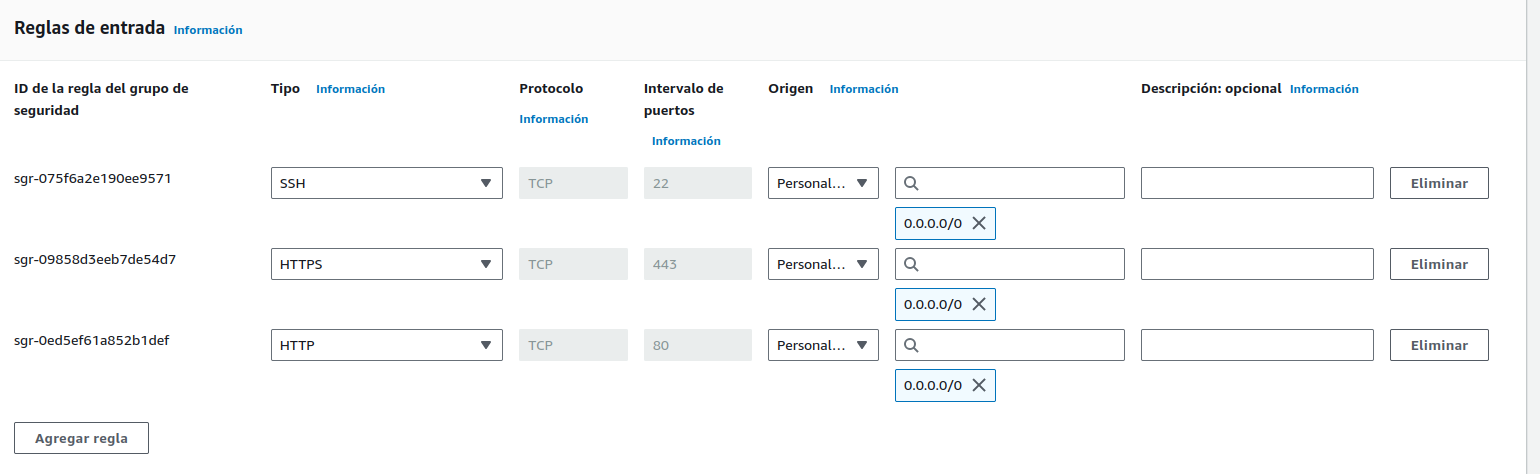 Reglas de entrada Información
ID de la regla del grupo de seguridad
Tipo Información
Protocolo
Información
Intervalo de puertos
Información
Origen Información
Descripción: opcional Información
sgr-075f6a2e190ee9571 SSH TCP 22 Personal... Eliminar
0.0.0.0/0
sgr-09858d3eeb7de54d7 HTTPS TCP 443 Personal... Eliminar
0.0.0.0/0
sgr-0ed5ef61a852b1def HTTP TCP 80 Personal... Eliminar
0.0.0.0/0
Agregar regla